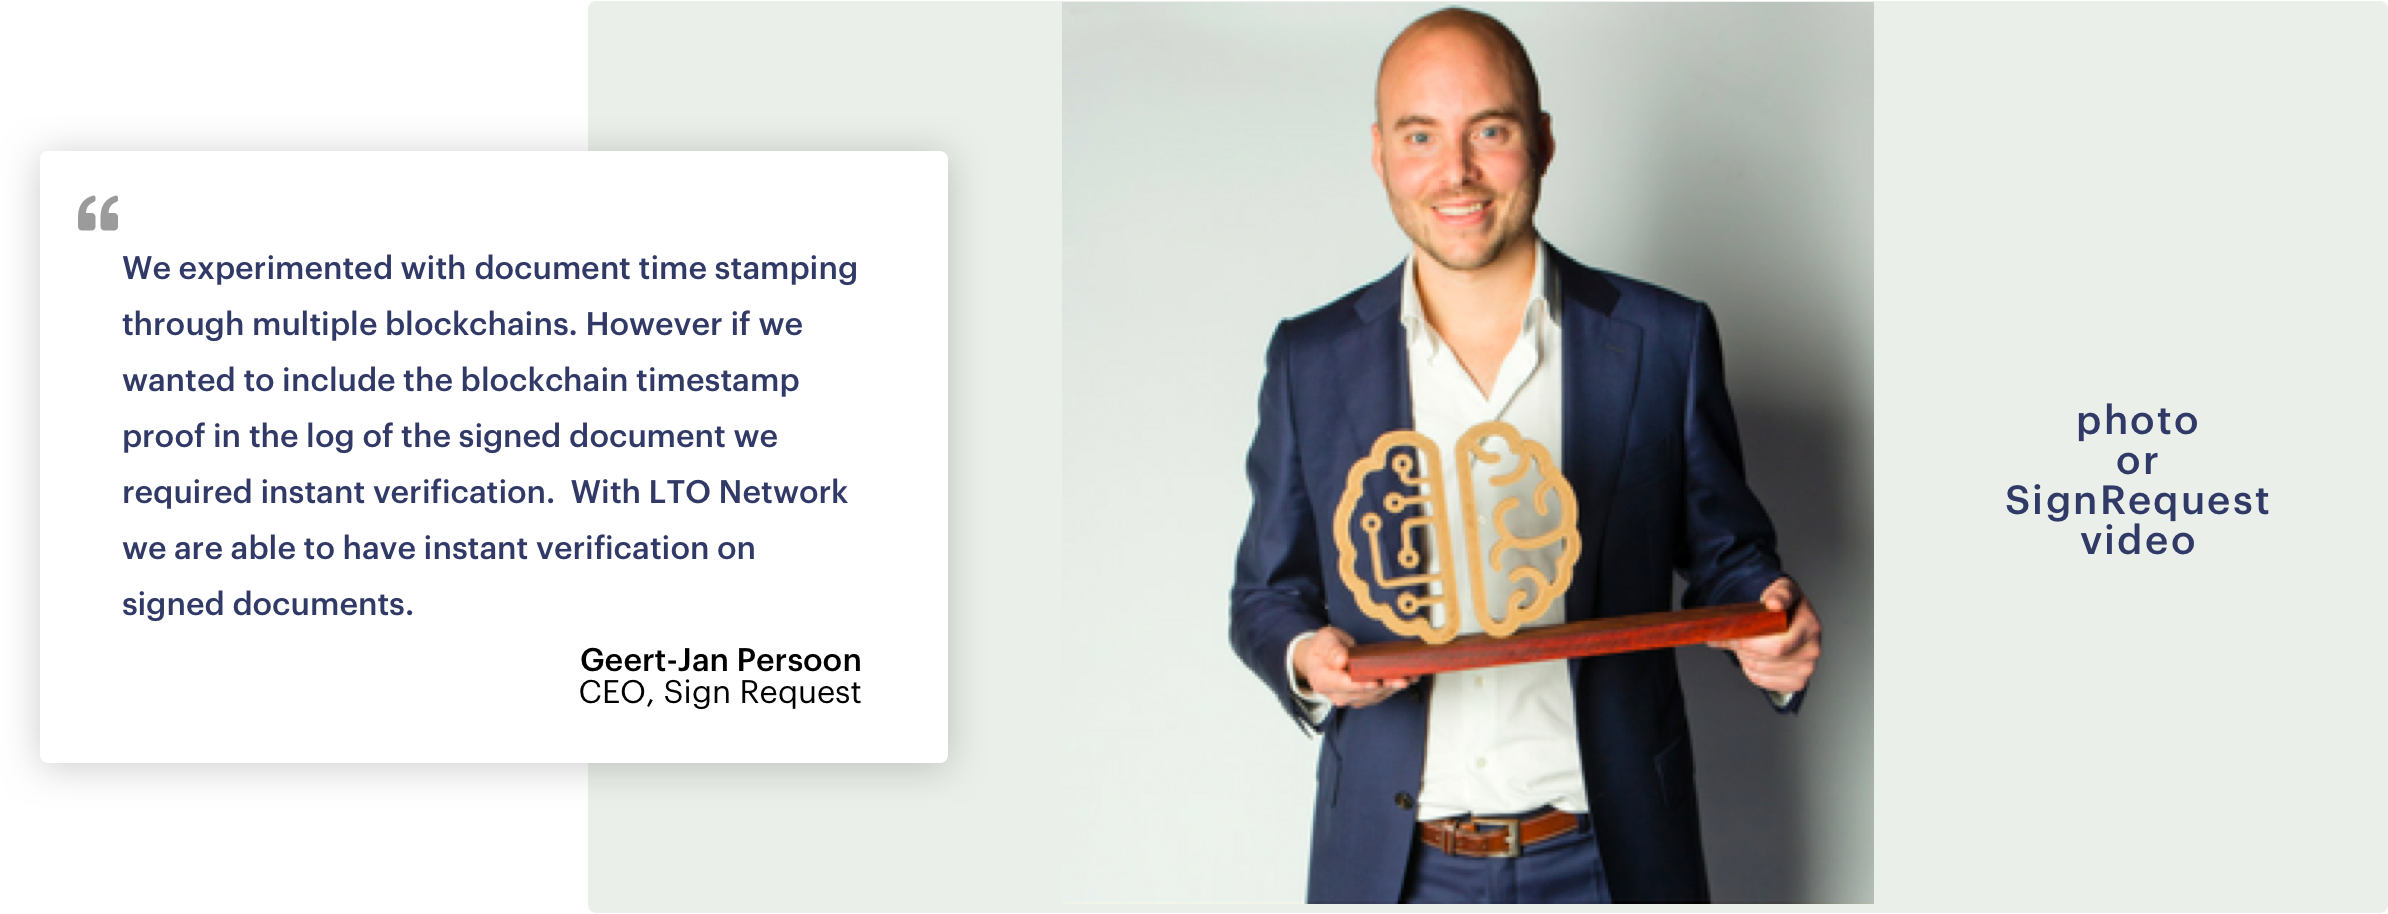 We experimented with document time stamping
through multiple blockchains. However if we
wanted to include the blockchain timestamp
proof in the log of the signed document we
required instant verification.  With LTO Network
we are able to have instant verification on
signed documents.
Geert-Jan Persoon
CEO, Sign Request
photo
or
SignRequest
video